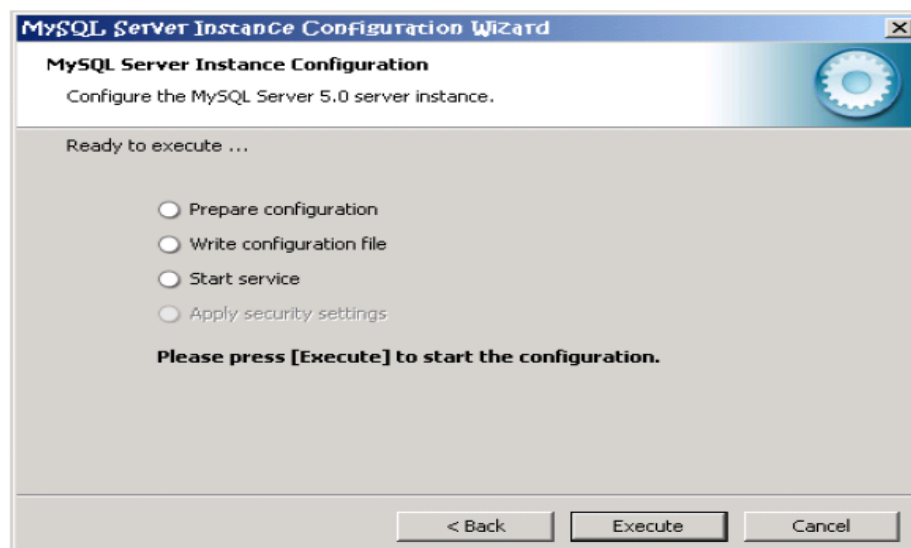 MySQL Server Instance Configuration Wizard
MySQL Server Instance Configuration
Configure the MySQL Server 5.0 server instance.
Ready to execute ...
Prepare configuration
Write configuration file
Start service
Apply security settings
Please press [Execute] to start the configuration.
< Back Execute Cancel